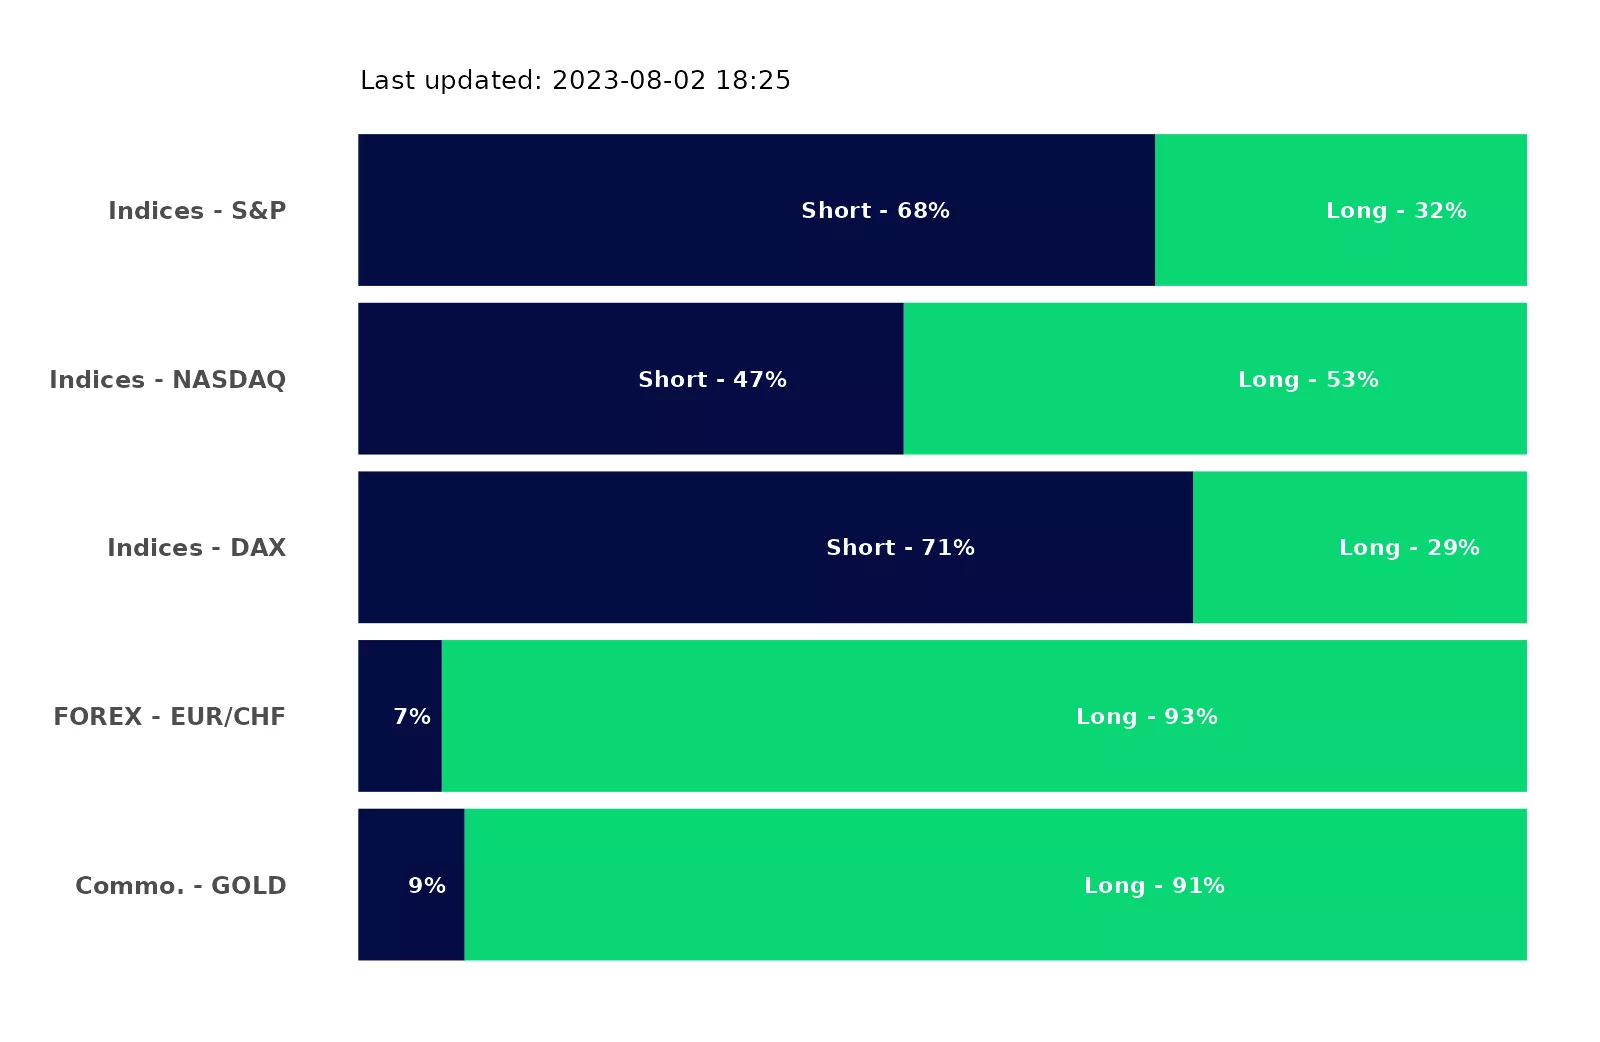 Last updated: 2023-08-02 18:25
Indices - S&P Short - 68% Long - 32%
Indices - NASDAQ Short - 47% Long - 53%
Indices - DAX Short - 71% Long - 29%
FOREX - EUR/CHF 7% Long - 93%
Commo. - GOLD 9% Long - 91%